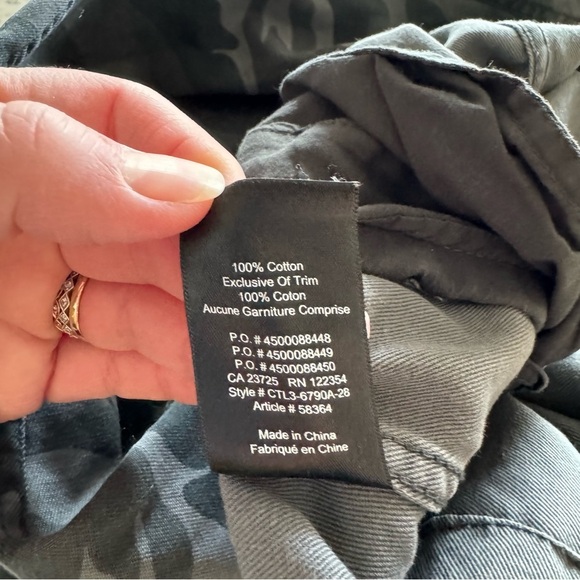 100% Cotton
Exclusive Of Trim
100% Coton
Aucune Garniture Comprise
P.O. # 4500088448
P.O. # 4500088449
P.O. # 4500088450
CA 23725 RN 122354
Style # CTL3-6790A-28
Article # 58364
Made in China
Fabriqué en Chine